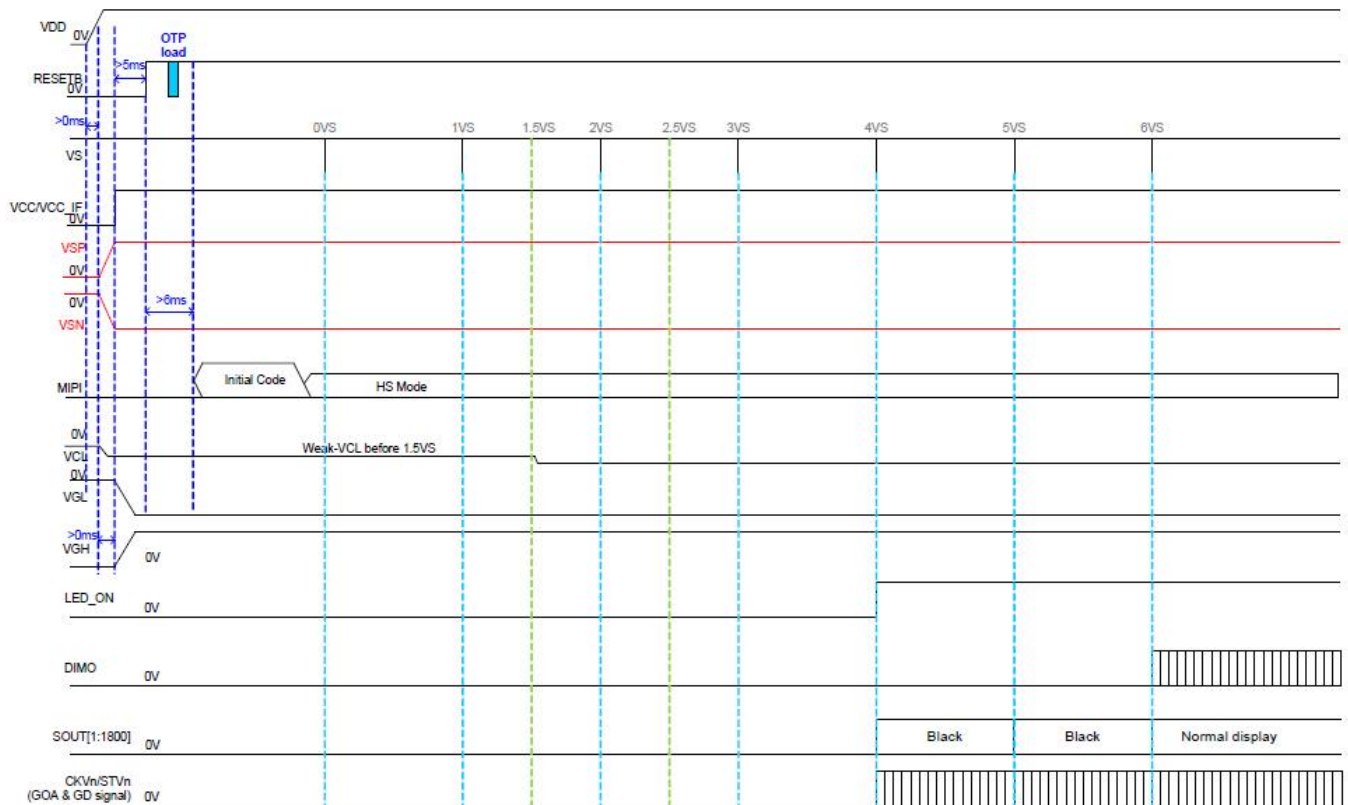 VDD 0V
OTP
load
>5ms
RESETB
0V
>0ms
0VS 1VS 1.5VS 2VS 2.5VS 3VS 4VS 5VS 6VS
VS
VCC/VCC_IF
0V
VSP
0V
0V >6ms
VSN
Initial Code
MIPI HS Mode
0V
Weak-VCL before 1.5VS
VCL
0V
VGL
>0ms
VGH 0V
LED_ON 0V
DIMO 0V
SOUT[1:1800] 0V Black Black Normal display
CKVn/STVn
(GOA & GD signal) 0V